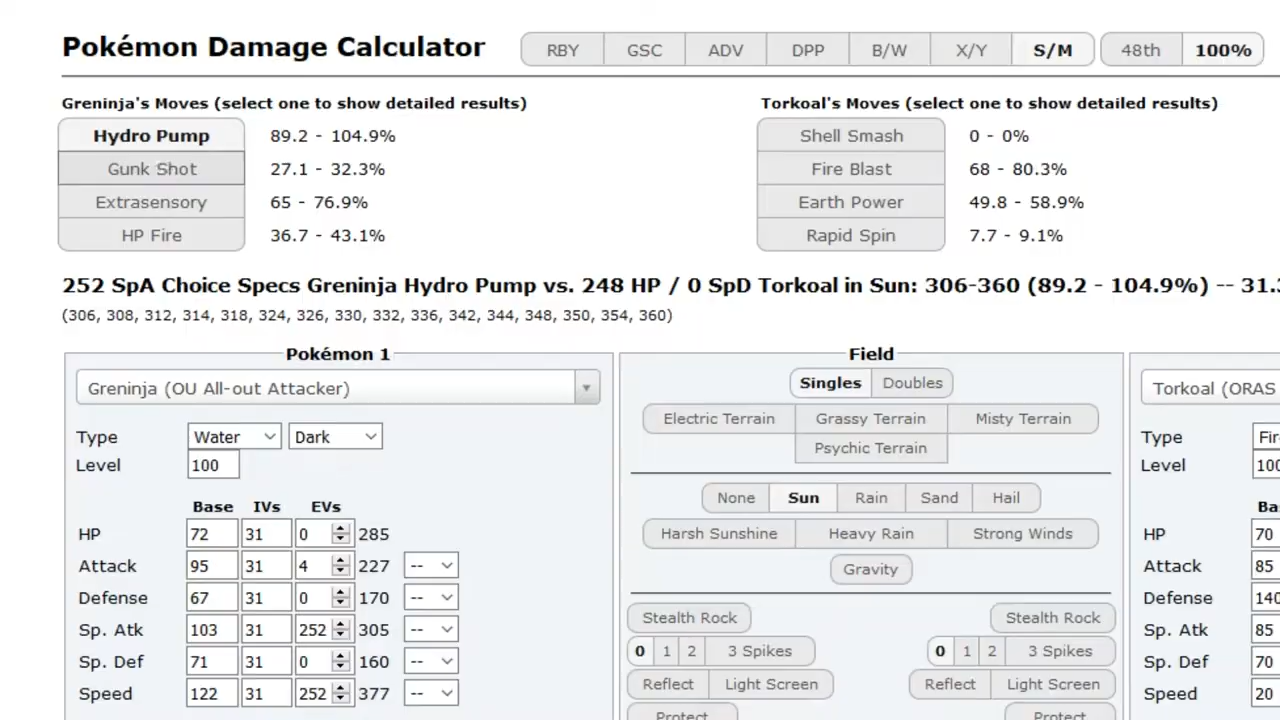 Pokémon Damage Calculator RBY GSC ADV DPP B/W X/Y S/M 48th 100%
Greninja's Moves (select one to show detailed results) Torkoal's Moves (select one to show detailed results)
Hydro Pump 89.2 - 104.9% Shell Smash 0 - 0%
Gunk Shot 27.1 - 32.3% Fire Blast 68 - 80.3%
Extrasensory 65 - 76.9% Earth Power 49.8 - 58.9%
HP Fire 36.7 - 43.1% Rapid Spin 7.7 - 9.1%
252 SpA Choice Specs Greninja Hydro Pump vs. 248 HP / 0 SpD Torkoal in Sun: 306-360 (89.2 - 104.9%) -- 31.
(306, 308, 312, 314, 318, 324, 326, 330, 332, 336, 342, 344, 348, 350, 354, 360)
Pokémon 1 Field
Greninja (OU All-out Attacker) Singles Doubles Torkoal (ORAS
Electric Terrain Grassy Terrain Misty Terrain
Type Water Dark Type Fir
Psychic Terrain
Level 100 Level 100
None Sun Rain Sand Hail
Base IVs EVs Ba
HP 72 31 0 285 Harsh Sunshine Heavy Rain Strong Winds HP 70
Attack 95 31 4 227 -- Gravity Attack 85
Defense 67 31 0 170 -- Defense 140
Stealth Rock Stealth Rock
Sp. Atk 103 31 252 305 -- Sp. Atk 85
0 1 2 3 Spikes 0 1 2 3 Spikes
Sp. Def 71 31 0 160 -- Sp. Def 70
Reflect Light Screen Reflect Light Screen
Speed 122 31 252 377 -- Speed 20
Protect Protect